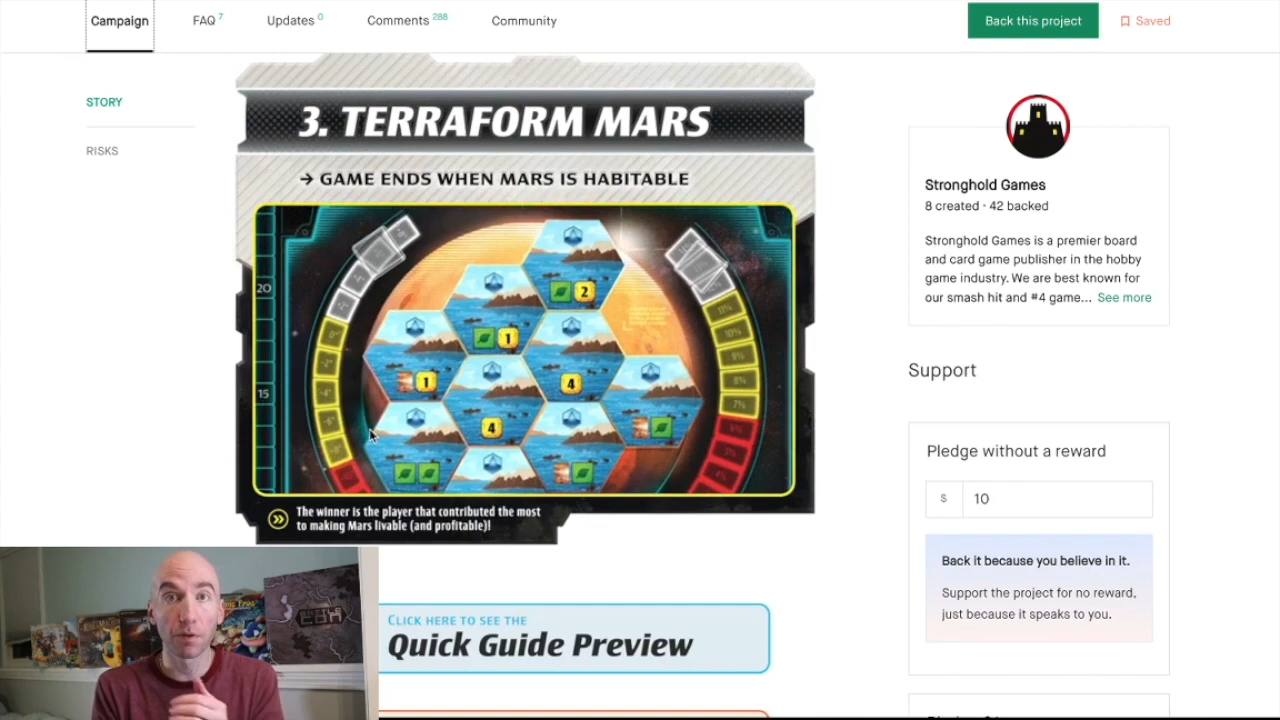 Campaign
FAQ 7
Updates 0
Comments 288
Community
Back this project
Saved
STORY
RISKS
3. TERRAFORM MARS
→ GAME ENDS WHEN MARS IS HABITABLE
20
15
2
1
1
4
4
The winner is the player that contributed the most
to making Mars livable (and profitable)!
CLICK HERE TO SEE THE
Quick Guide Preview
Stronghold Games
8 created · 42 backed
Stronghold Games is a premier board
and card game publisher in the hobby
game industry. We are best known for
our smash hit and #4 game... See more
Support
Pledge without a reward
$ 10
Back it because you believe in it.
Support the project for no reward,
just because it speaks to you.